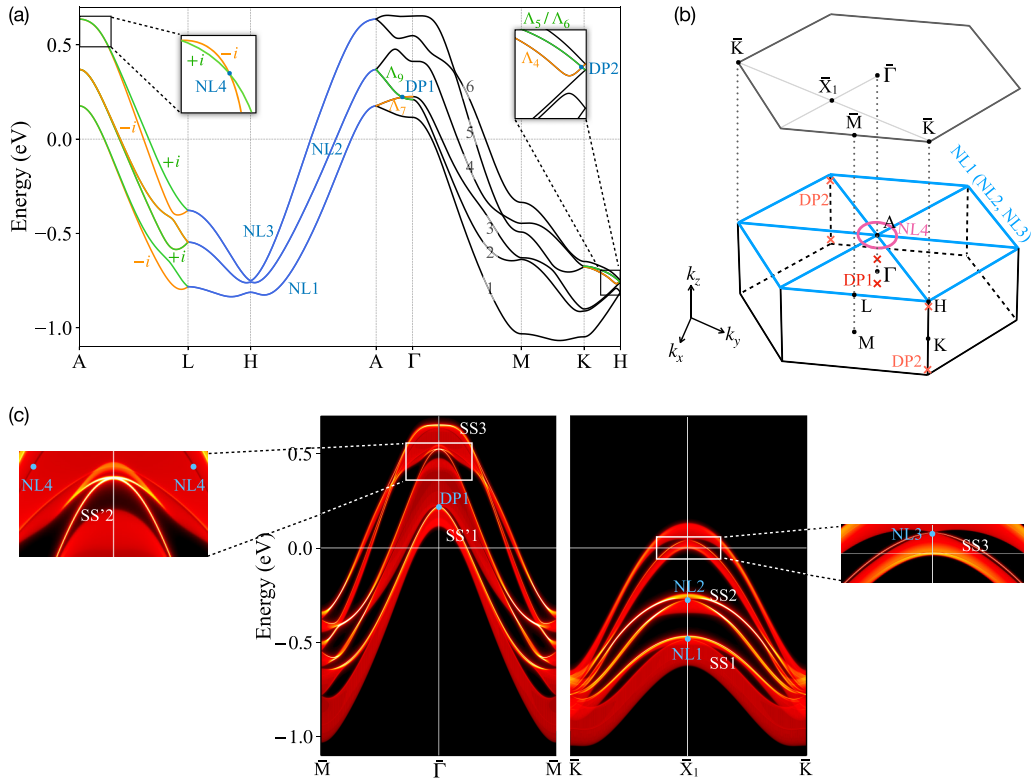 (a)
Energy (eV)
0.5
0.0
−0.5
−1.0
A
L
H
A
Γ
M
K
H
+i
−i
NL4
−i
+i
+i
−i
NL3
NL2
NL1
Λ9
DP1
Λ7
6
5
4
3
2
1
Λ5 / Λ6
Λ4
DP2
(b)
K̄
Γ̄
X̄1
M̄
K̄
NL1 (NL2, NL3)
DP2
A
NL4
DP1
Γ
L
H
M
K
DP2
kz
kx
ky
(c)
NL4
NL4
SS'2
Energy (eV)
0.5
0.0
−0.5
−1.0
SS3
DP1
SS'1
M̄
Γ̄
M̄
NL2
SS2
NL1
SS1
K̄
X̄1
K̄
NL3
SS3